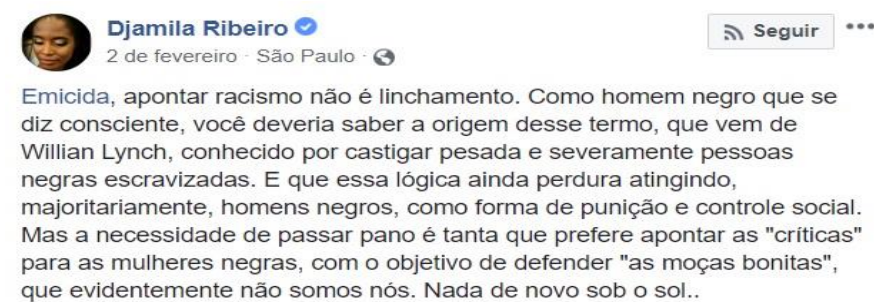 Djamila Ribeiro
Seguir
2 de fevereiro · São Paulo ·
Emicida, apontar racismo não é linchamento. Como homem negro que se
diz consciente, você deveria saber a origem desse termo, que vem de
Willian Lynch, conhecido por castigar pesada e severamente pessoas
negras escravizadas. E que essa lógica ainda perdura atingindo,
majoritariamente, homens negros, como forma de punição e controle social.
Mas a necessidade de passar pano é tanta que prefere apontar as "críticas"
para as mulheres negras, com o objetivo de defender "as moças bonitas",
que evidentemente não somos nós. Nada de novo sob o sol..